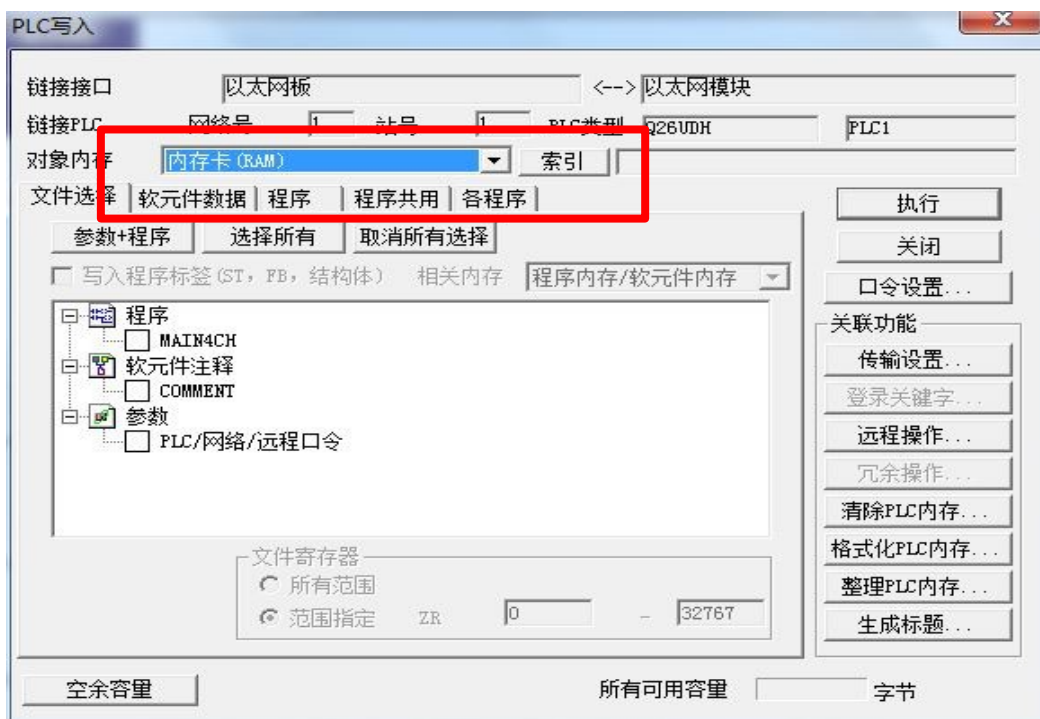 PLC写入
链接接口 以太网板 <--> 以太网模块
链接PLC 网络号 1 站号 1 PLC类型 Q26UDH PLC1
对象内存 内存卡(RAM) 索引
文件选择 软元件数据 程序 程序共用 各程序
参数+程序 选择所有 取消所有选择
写入程序标签(ST, FB, 结构体) 相关内存 程序内存/软元件内存
程序
MAIN4CH
软元件注释
COMMENT
参数
PLC/网络/远程口令
文件寄存器
所有范围
范围指定 ZR 0 - 32767
执行
关闭
口令设置...
关联功能
传输设置...
登录关键字...
远程操作...
冗余操作...
清除PLC内存...
格式化PLC内存...
整理PLC内存...
生成标题...
空余容量 所有可用容量 字节